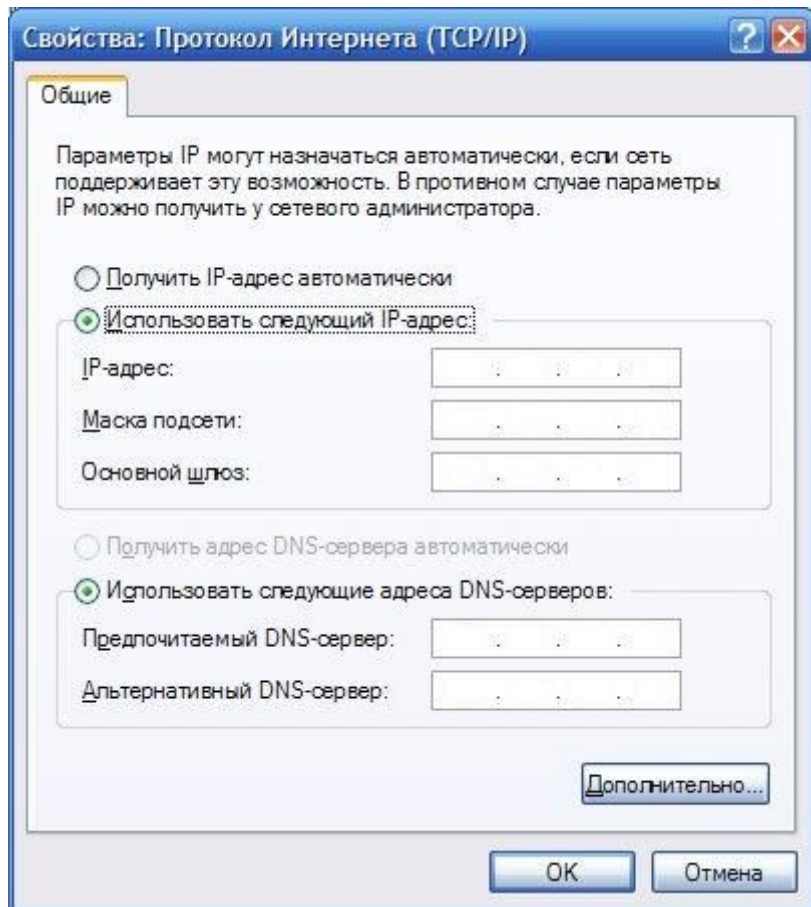 Свойства: Протокол Интернета (TCP/IP)
Общие
Параметры IP могут назначаться автоматически, если сеть
поддерживает эту возможность. В противном случае параметры
IP можно получить у сетевого администратора.
Получить IP-адрес автоматически
Использовать следующий IP-адрес:
IP-адрес:
Маска подсети:
Основной шлюз:
Получить адрес DNS-сервера автоматически
Использовать следующие адреса DNS-серверов:
Предпочитаемый DNS-сервер:
Альтернативный DNS-сервер:
Дополнительно...
OK
Отмена